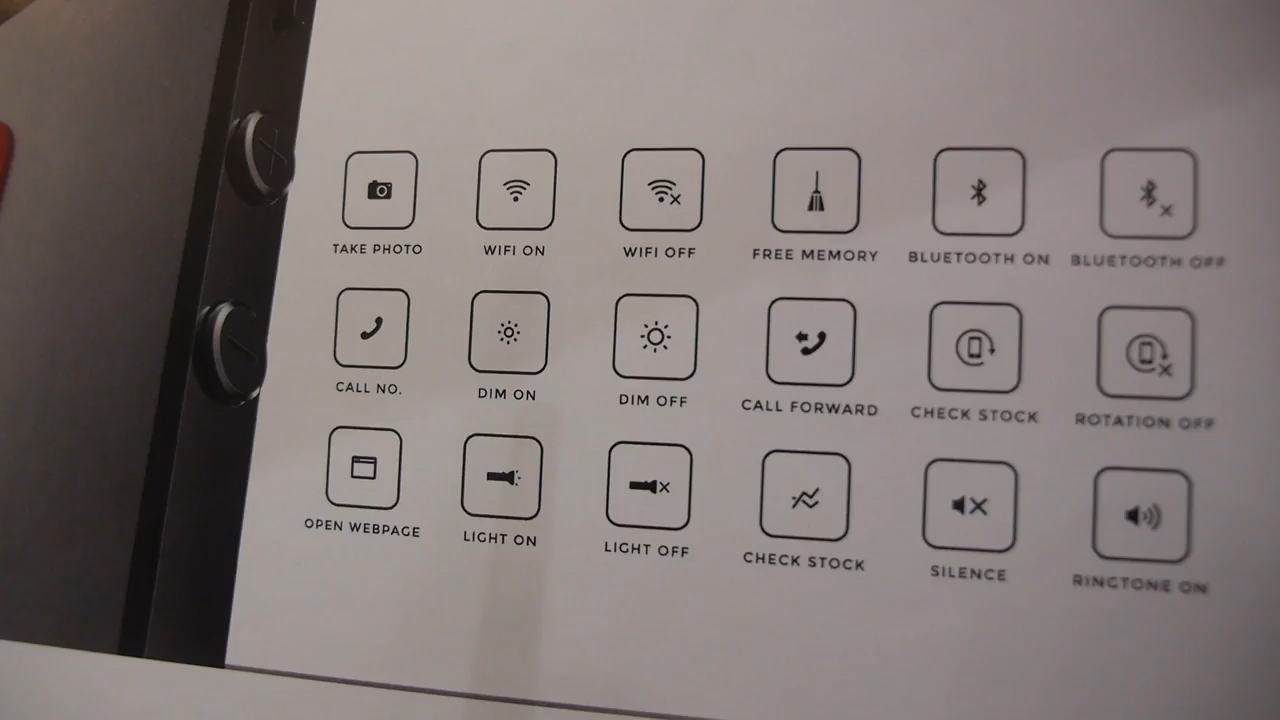 TAKE PHOTO
WIFI ON
WIFI OFF
FREE MEMORY
BLUETOOTH ON
BLUETOOTH OFF
CALL NO.
DIM ON
DIM OFF
CALL FORWARD
CHECK STOCK
ROTATION OFF
OPEN WEBPAGE
LIGHT ON
LIGHT OFF
CHECK STOCK
SILENCE
RINGTONE ON